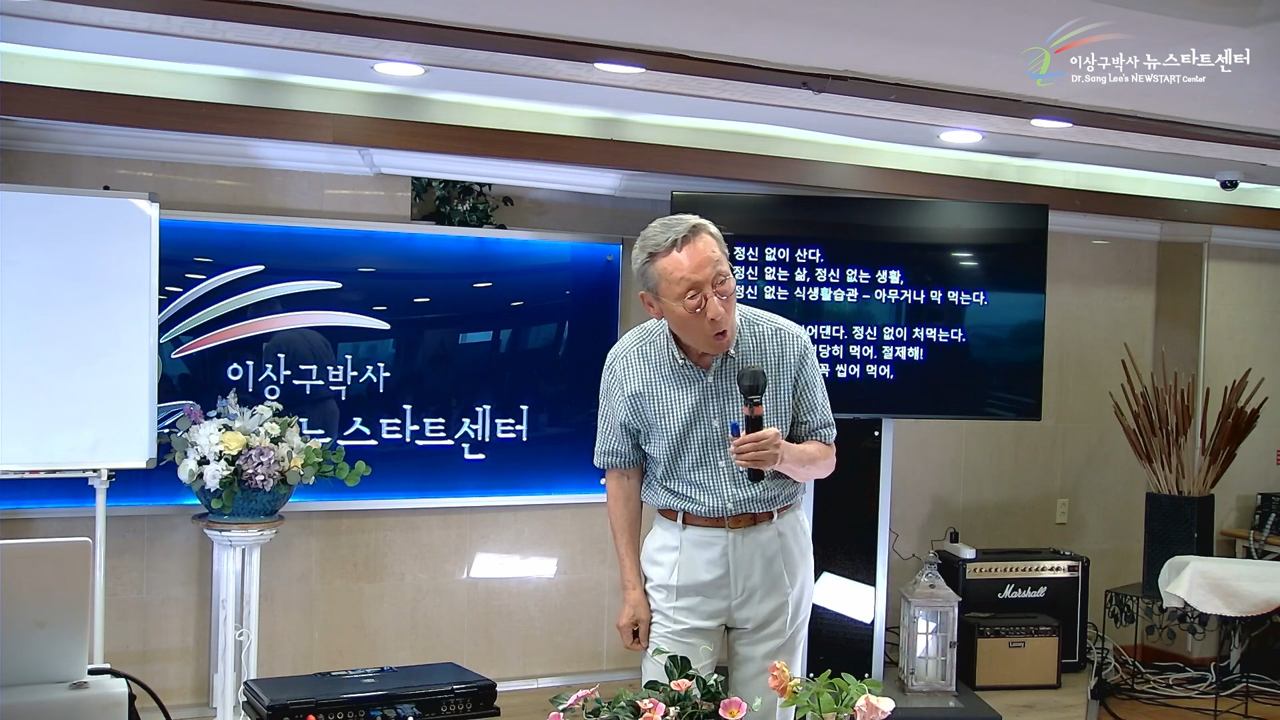 이상구박사 뉴스타트센터
Dr.Sang Lee's NEWSTART Center
정신 없이 산다.
정신 없는 삶, 정신 없는 생활,
정신 없는 식생활습관 – 아무거나 막 먹는다.
어댄다. 정신 없이 처먹는다.
당히 먹어, 절제해!
꼭 씹어 먹어,
이상구박사
뉴스타트센터
Marshall
Laney